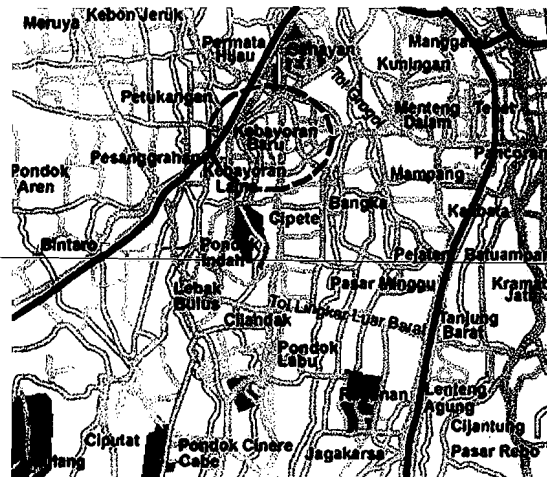 Kebon Jeruk
Meruya
Permata
Hijau
Senayan
Manggarai
Kuningan
Petukangan
Tol Grogol
Menteng
Dalam
Tebet
Kebayoran
Baru
Pesanggrahan
Pancoran
Pondok
Aren
Kebayoran
Lama
Mampang
Bangka
Cipete
Kalibata
Bintaro
Pondok
Indah
Pejaten
Batuampar
Lebak
Bulus
Pasar Minggu
Kramat
Jati
Tol Lingkar Luar Barat
Cilandak
Tanjung
Barat
Pondok
Labu
Lenteng
Agung
Cijantung
Ciputat
Pondok
Cabe
Cinere
Jagakarsa
Pasar Rebo